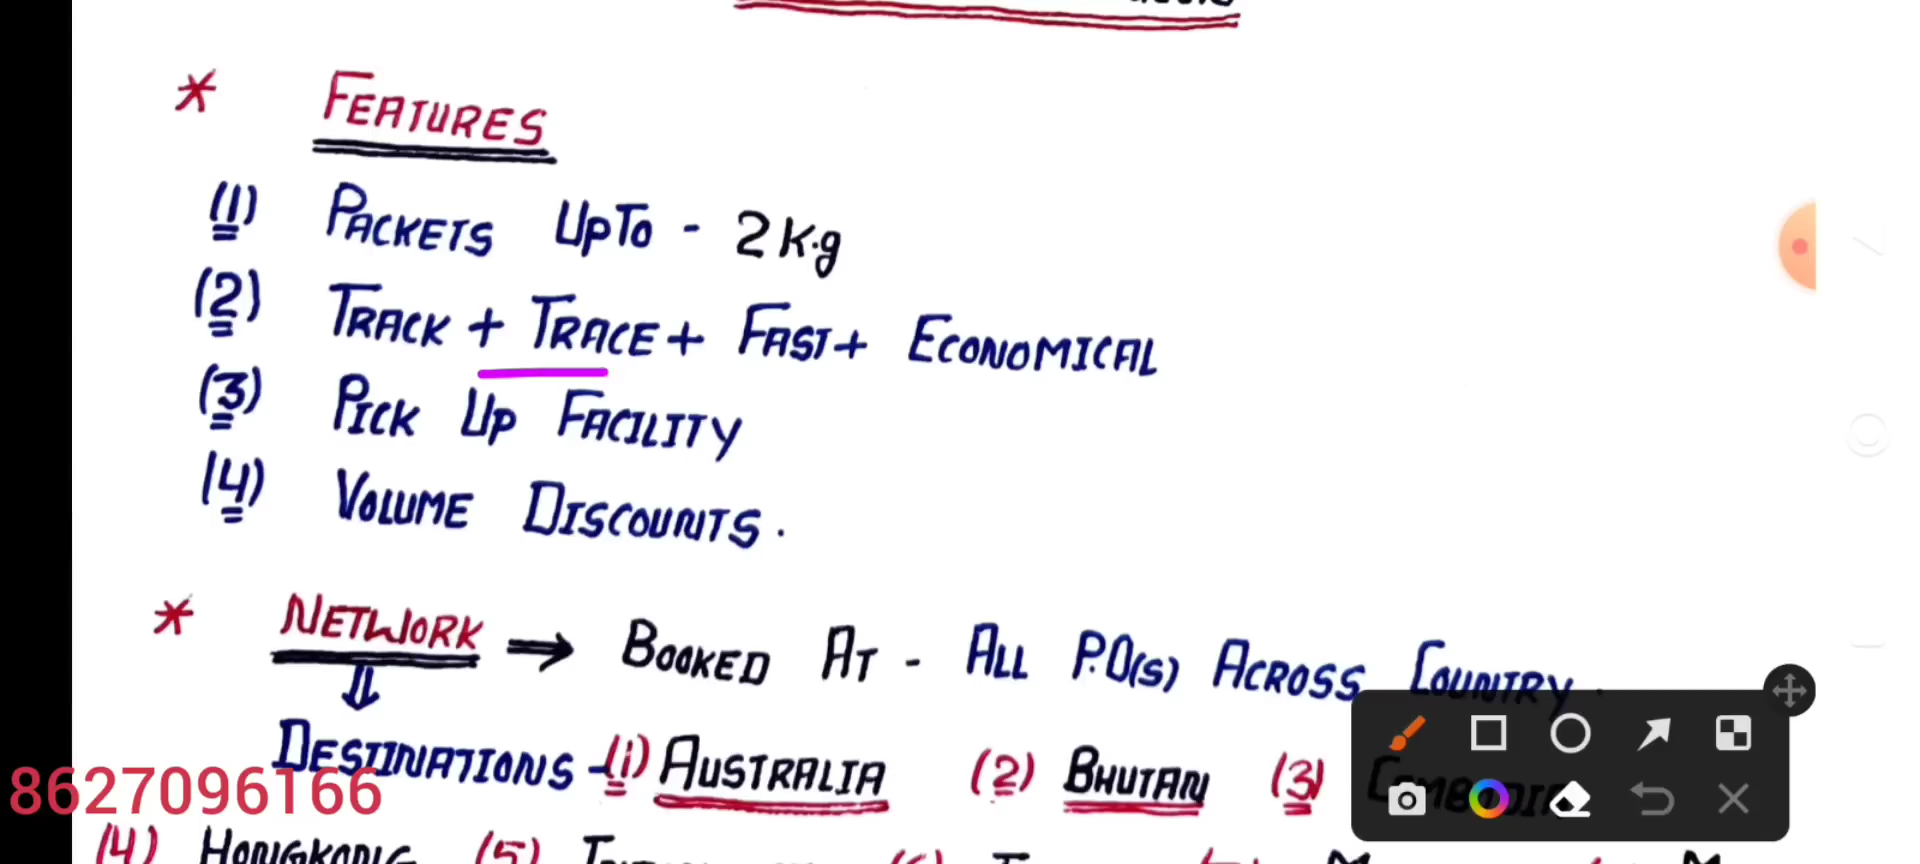 * FEATURES
(1) PACKETS UPTO - 2 K.g
(2) TRACK + TRACE + FAST + ECONOMICAL
(3) PICK UP FACILITY
(4) VOLUME DISCOUNTS.
* NETWORK ⇒ BOOKED AT - ALL P.O(S) ACROSS COUNTRY.
DESTINATIONS - (1) AUSTRALIA (2) BHUTAN (3) CAMBODIA
8627096166
(4) HONGKONG (5)